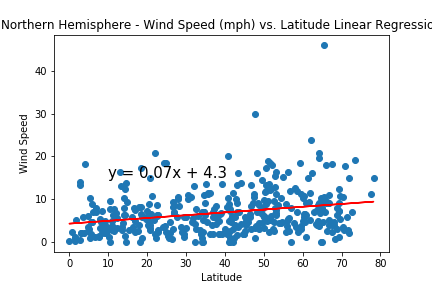 Northern Hemisphere - Wind Speed (mph) vs. Latitude Linear Regressio
40
30
20
10
0
Wind Speed
y = 0.07x + 4.3
0 10 20 30 40 50 60 70 80
Latitude